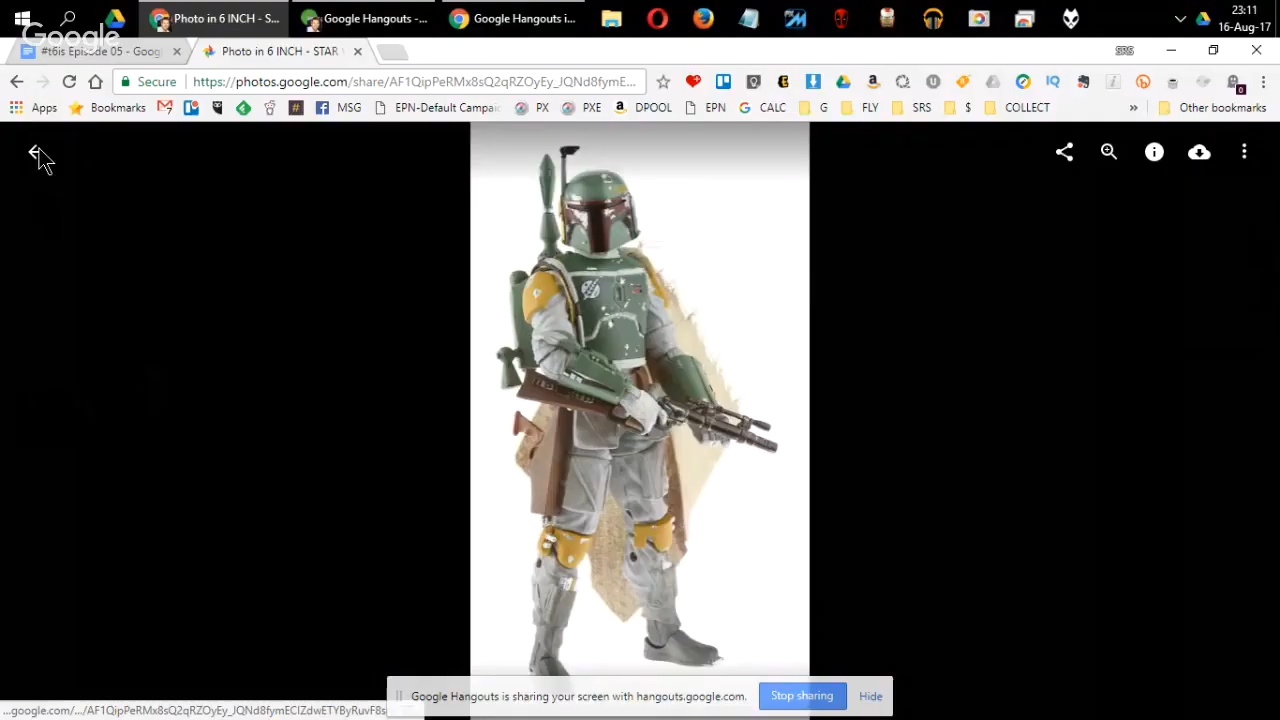 Photo in 6 INCH - S...
Google Hangouts -...
Google Hangouts i...
23:11
16-Aug-17
Google
#t6is Episode 05 - Goog
Photo in 6 INCH - STAR
SRS
Secure
https://photos.google.com/share/AF1QipPeRMx8sQ2qRZOyEy_JQNd8fymE...
Apps
Bookmarks
MSG
EPN-Default Campai
PX
PXE
DPOOL
EPN
CALC
G
FLY
SRS
$
COLLECT
»
Other bookmarks
0
Google Hangouts is sharing your screen with hangouts.google.com.
Stop sharing
Hide
...google.com/.../AF1QipPeRMx8sQ2qRZOyEy_JQNd8fymECIZdwETYByRuvF8s